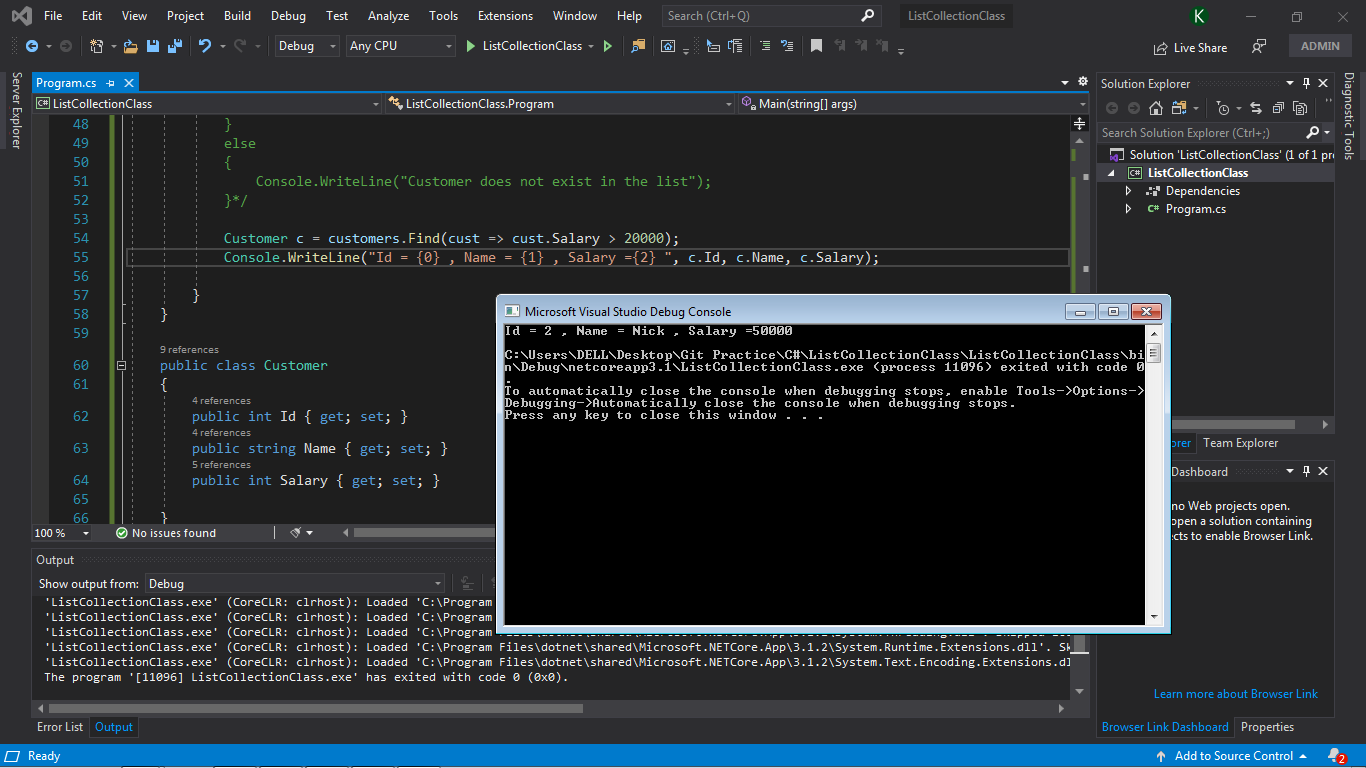 File Edit View Project Build Debug Test Analyze Tools Extensions Window Help Search (Ctrl+Q) ListCollectionClass K
Debug Any CPU ListCollectionClass Live Share ADMIN
Server Explorer
Program.cs
ListCollectionClass ListCollectionClass.Program Main(string[] args)
48 }
49 else
50 {
51 Console.WriteLine("Customer does not exist in the list");
52 }*/
53
54 Customer c = customers.Find(cust => cust.Salary > 20000);
55 Console.WriteLine("Id = {0} , Name = {1} , Salary ={2} ", c.Id, c.Name, c.Salary);
56
57 }
58 }
59
9 references
60 public class Customer
61 {
4 references
62 public int Id { get; set; }
4 references
63 public string Name { get; set; }
5 references
64 public int Salary { get; set; }
65
66 }
100 % No issues found
Microsoft Visual Studio Debug Console
Id = 2 , Name = Nick , Salary =50000
C:\Users\DELL\Desktop\Git Practice\C#\ListCollectionClass\ListCollectionClass\bi
n\Debug\netcoreapp3.1\ListCollectionClass.exe (process 11096) exited with code 0
.
To automatically close the console when debugging stops, enable Tools->Options->
Debugging->Automatically close the console when debugging stops.
Press any key to close this window . . .
Solution Explorer
Search Solution Explorer (Ctrl+;)
Solution 'ListCollectionClass' (1 of 1 pr
C# ListCollectionClass
Dependencies
C# Program.cs
Diagnostic Tools
orer Team Explorer
Dashboard
no Web projects open.
open a solution containing
ects to enable Browser Link.
Learn more about Browser Link
Browser Link Dashboard Properties
Output
Show output from: Debug
'ListCollectionClass.exe' (CoreCLR: clrhost): Loaded 'C:\Program
'ListCollectionClass.exe' (CoreCLR: clrhost): Loaded 'C:\Program
'ListCollectionClass.exe' (CoreCLR: clrhost): Loaded 'C:\Program
'ListCollectionClass.exe' (CoreCLR: clrhost): Loaded 'C:\Program Files\dotnet\shared\Microsoft.NETCore.App\3.1.2\System.Runtime.Extensions.dll'. Sk
'ListCollectionClass.exe' (CoreCLR: clrhost): Loaded 'C:\Program Files\dotnet\shared\Microsoft.NETCore.App\3.1.2\System.Text.Encoding.Extensions.dl
The program '[11096] ListCollectionClass.exe' has exited with code 0 (0x0).
Error List Output
Ready Add to Source Control 2